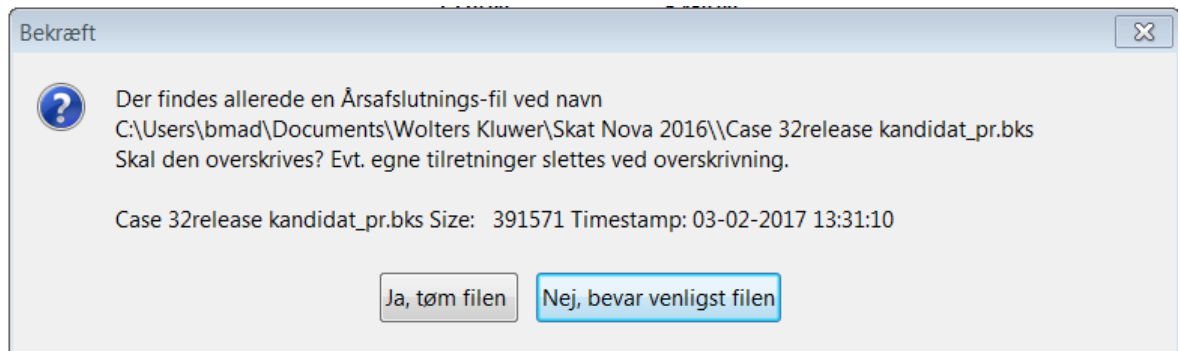 Bekræft
Der findes allerede en Årsafslutnings-fil ved navn
C:\Users\bmad\Documents\Wolters Kluwer\Skat Nova 2016\\Case 32release kandidat_pr.bks
Skal den overskrives? Evt. egne tilretninger slettes ved overskrivning.
Case 32release kandidat_pr.bks Size: 391571 Timestamp: 03-02-2017 13:31:10
Ja, tøm filen
Nej, bevar venligst filen